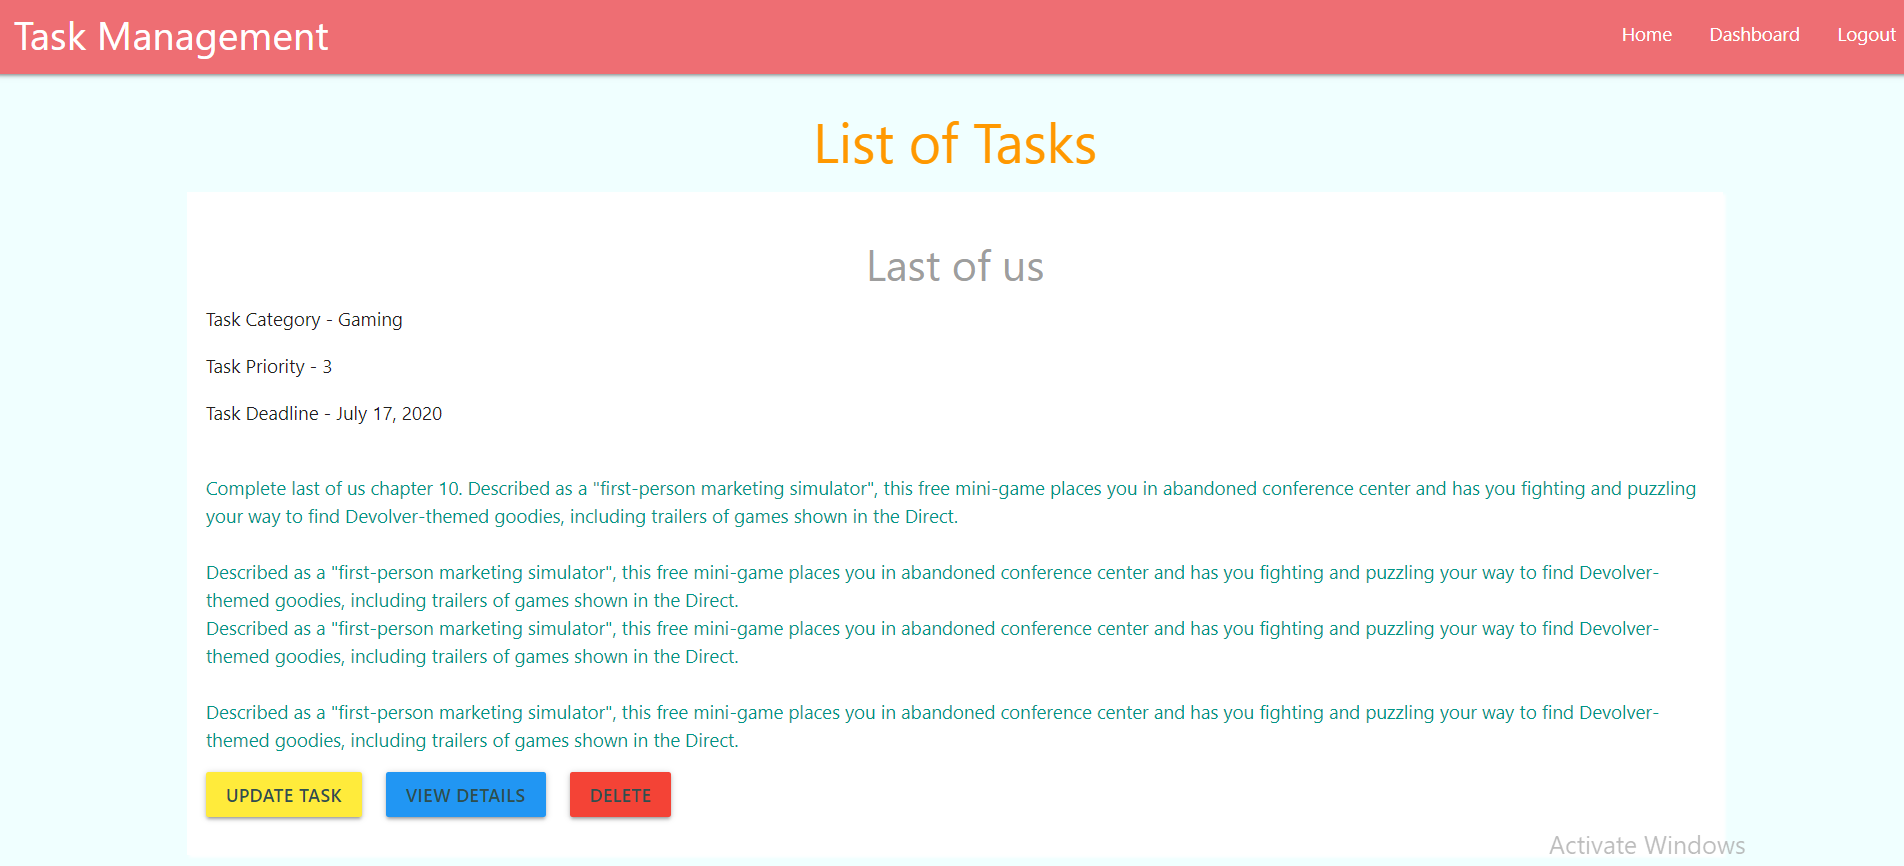 Task Management
Home Dashboard Logout
List of Tasks
Last of us
Task Category - Gaming
Task Priority - 3
Task Deadline - July 17, 2020
Complete last of us chapter 10. Described as a "first-person marketing simulator", this free mini-game places you in abandoned conference center and has you fighting and puzzling
your way to find Devolver-themed goodies, including trailers of games shown in the Direct.
Described as a "first-person marketing simulator", this free mini-game places you in abandoned conference center and has you fighting and puzzling your way to find Devolver-
themed goodies, including trailers of games shown in the Direct.
Described as a "first-person marketing simulator", this free mini-game places you in abandoned conference center and has you fighting and puzzling your way to find Devolver-
themed goodies, including trailers of games shown in the Direct.
Described as a "first-person marketing simulator", this free mini-game places you in abandoned conference center and has you fighting and puzzling your way to find Devolver-
themed goodies, including trailers of games shown in the Direct.
UPDATE TASK VIEW DETAILS DELETE
Activate Windows